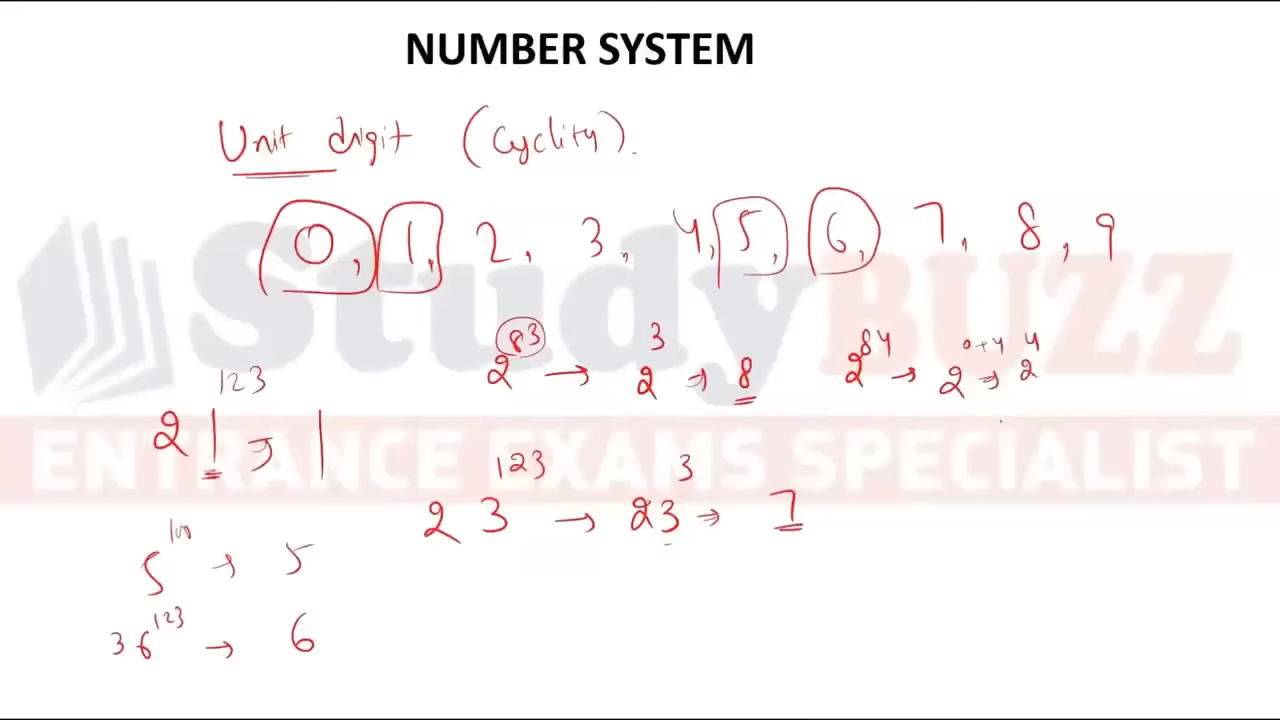 NUMBER SYSTEM
Unit digit (Cyclity).
0, 1, 2, 3, 4, 5, 6, 7, 8, 9
StudyBUZZ
2^83 → 2^3 ⇒ 8
2^84 → 2^0+4 ⇒ 2^4
21^123 ⇒ 1
ENTRANCE EXAMS SPECIALIST
23^123 → 23^3 ⇒ 7
5^100 → 5
36^123 → 6